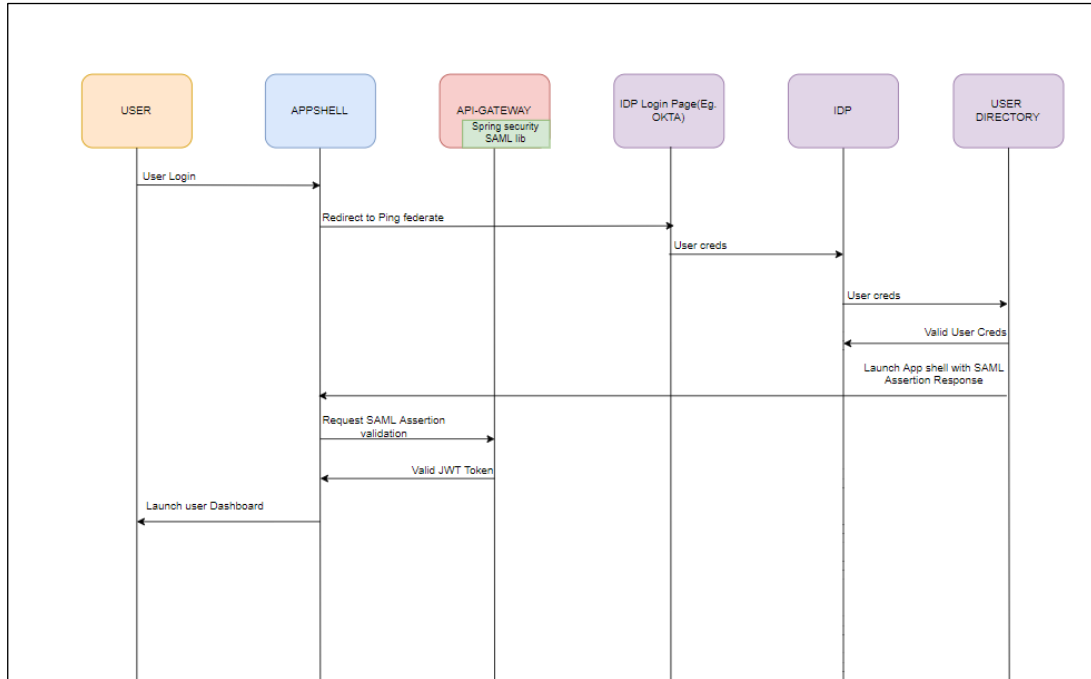 USER
APPSHELL
API-GATEWAY
Spring security
SAML lib
IDP Login Page(Eg.
OKTA)
IDP
USER
DIRECTORY
User Login
Redirect to Ping federate
User creds
User creds
Valid User Creds
Launch App shell with SAML
Assertion Response
Request SAML Assertion
validation
Valid JWT Token
Launch user Dashboard